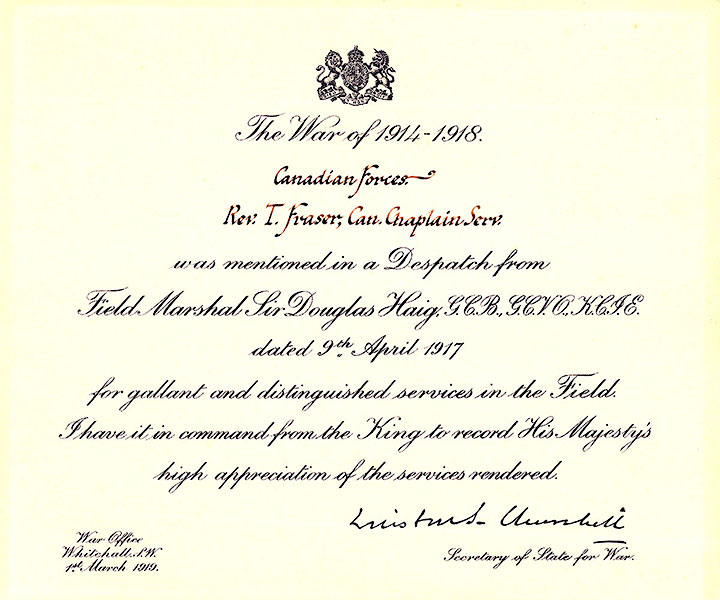 The War of 1914-1918.
Canadian Forces.
Rev. T. Fraser, Can. Chaplain Serv.
was mentioned in a Despatch from
Field Marshal Sir Douglas Haig, G.C.B., G.C.V.O., K.C.I.E.
dated 9th April 1917
for gallant and distinguished services in the Field.
I have it in command from the King to record His Majesty's
high appreciation of the services rendered.
Winston S Churchill
War Office
Whitehall. S.W.
1st March 1919.
Secretary of State for War.